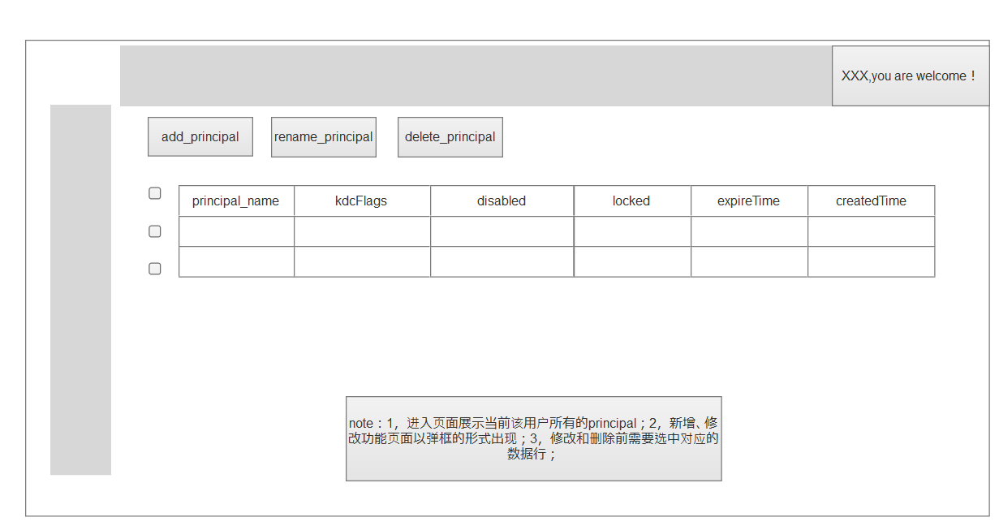 XXX,you are welcome！
add_principal rename_principal delete_principal
principal_name kdcFlags disabled locked expireTime createdTime
note：1，进入页面展示当前该用户所有的principal；2，新增、修
改功能页面以弹框的形式出现；3，修改和删除前需要选中对应的
数据行；